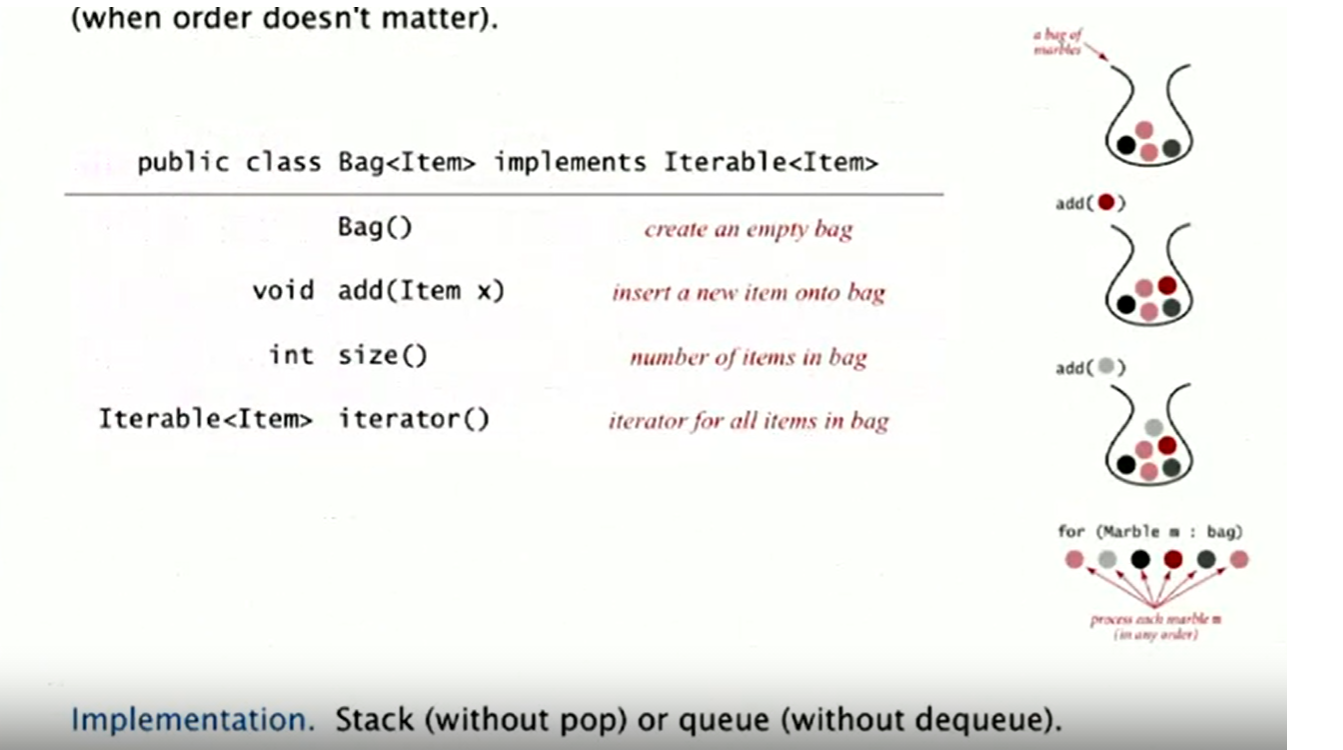 (when order doesn't matter).
public class Bag<Item> implements Iterable<Item>
Bag() create an empty bag
void add(Item x) insert a new item onto bag
int size() number of items in bag
Iterable<Item> iterator() iterator for all items in bag
a bag of
marbles
add( )
add( )
for (Marble m : bag)
process each marble m
(in any order)
Implementation. Stack (without pop) or queue (without dequeue).